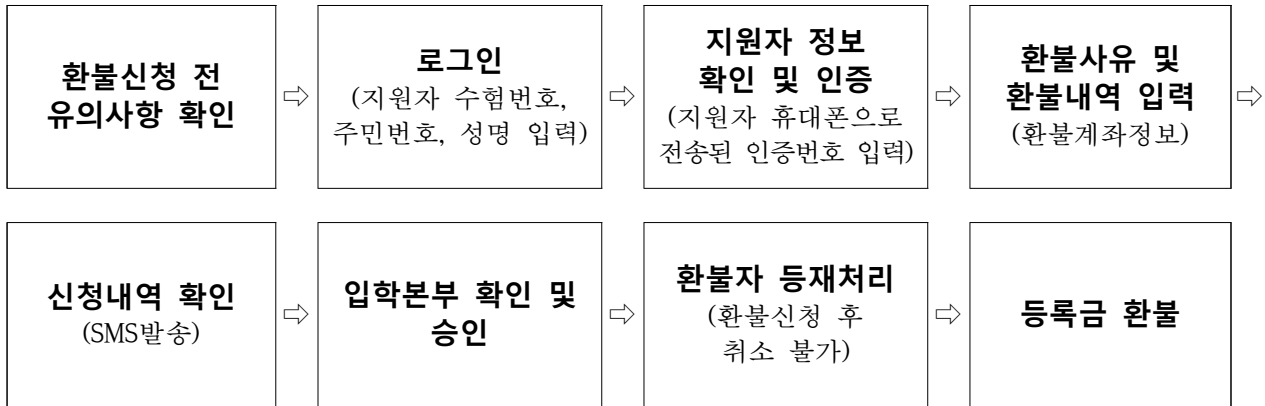 환불신청 전
유의사항 확인
⇨
로그인
(지원자 수험번호,
주민번호, 성명 입력)
⇨
지원자 정보
확인 및 인증
(지원자 휴대폰으로
전송된 인증번호 입력)
⇨
환불사유 및
환불내역 입력
(환불계좌정보)
⇨
신청내역 확인
(SMS발송)
⇨
입학본부 확인 및
승인
⇨
환불자 등재처리
(환불신청 후
취소 불가)
⇨
등록금 환불